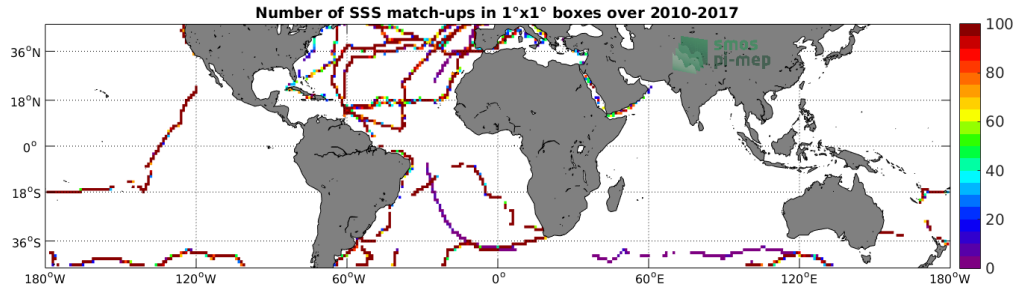 Number of SSS match-ups in 1°x1° boxes over 2010-2017
smos
pi-mep
36°N
18°N
0°
18°S
36°S
180°W
120°W
60°W
0°
60°E
120°E
180°W
100
80
60
40
20
0